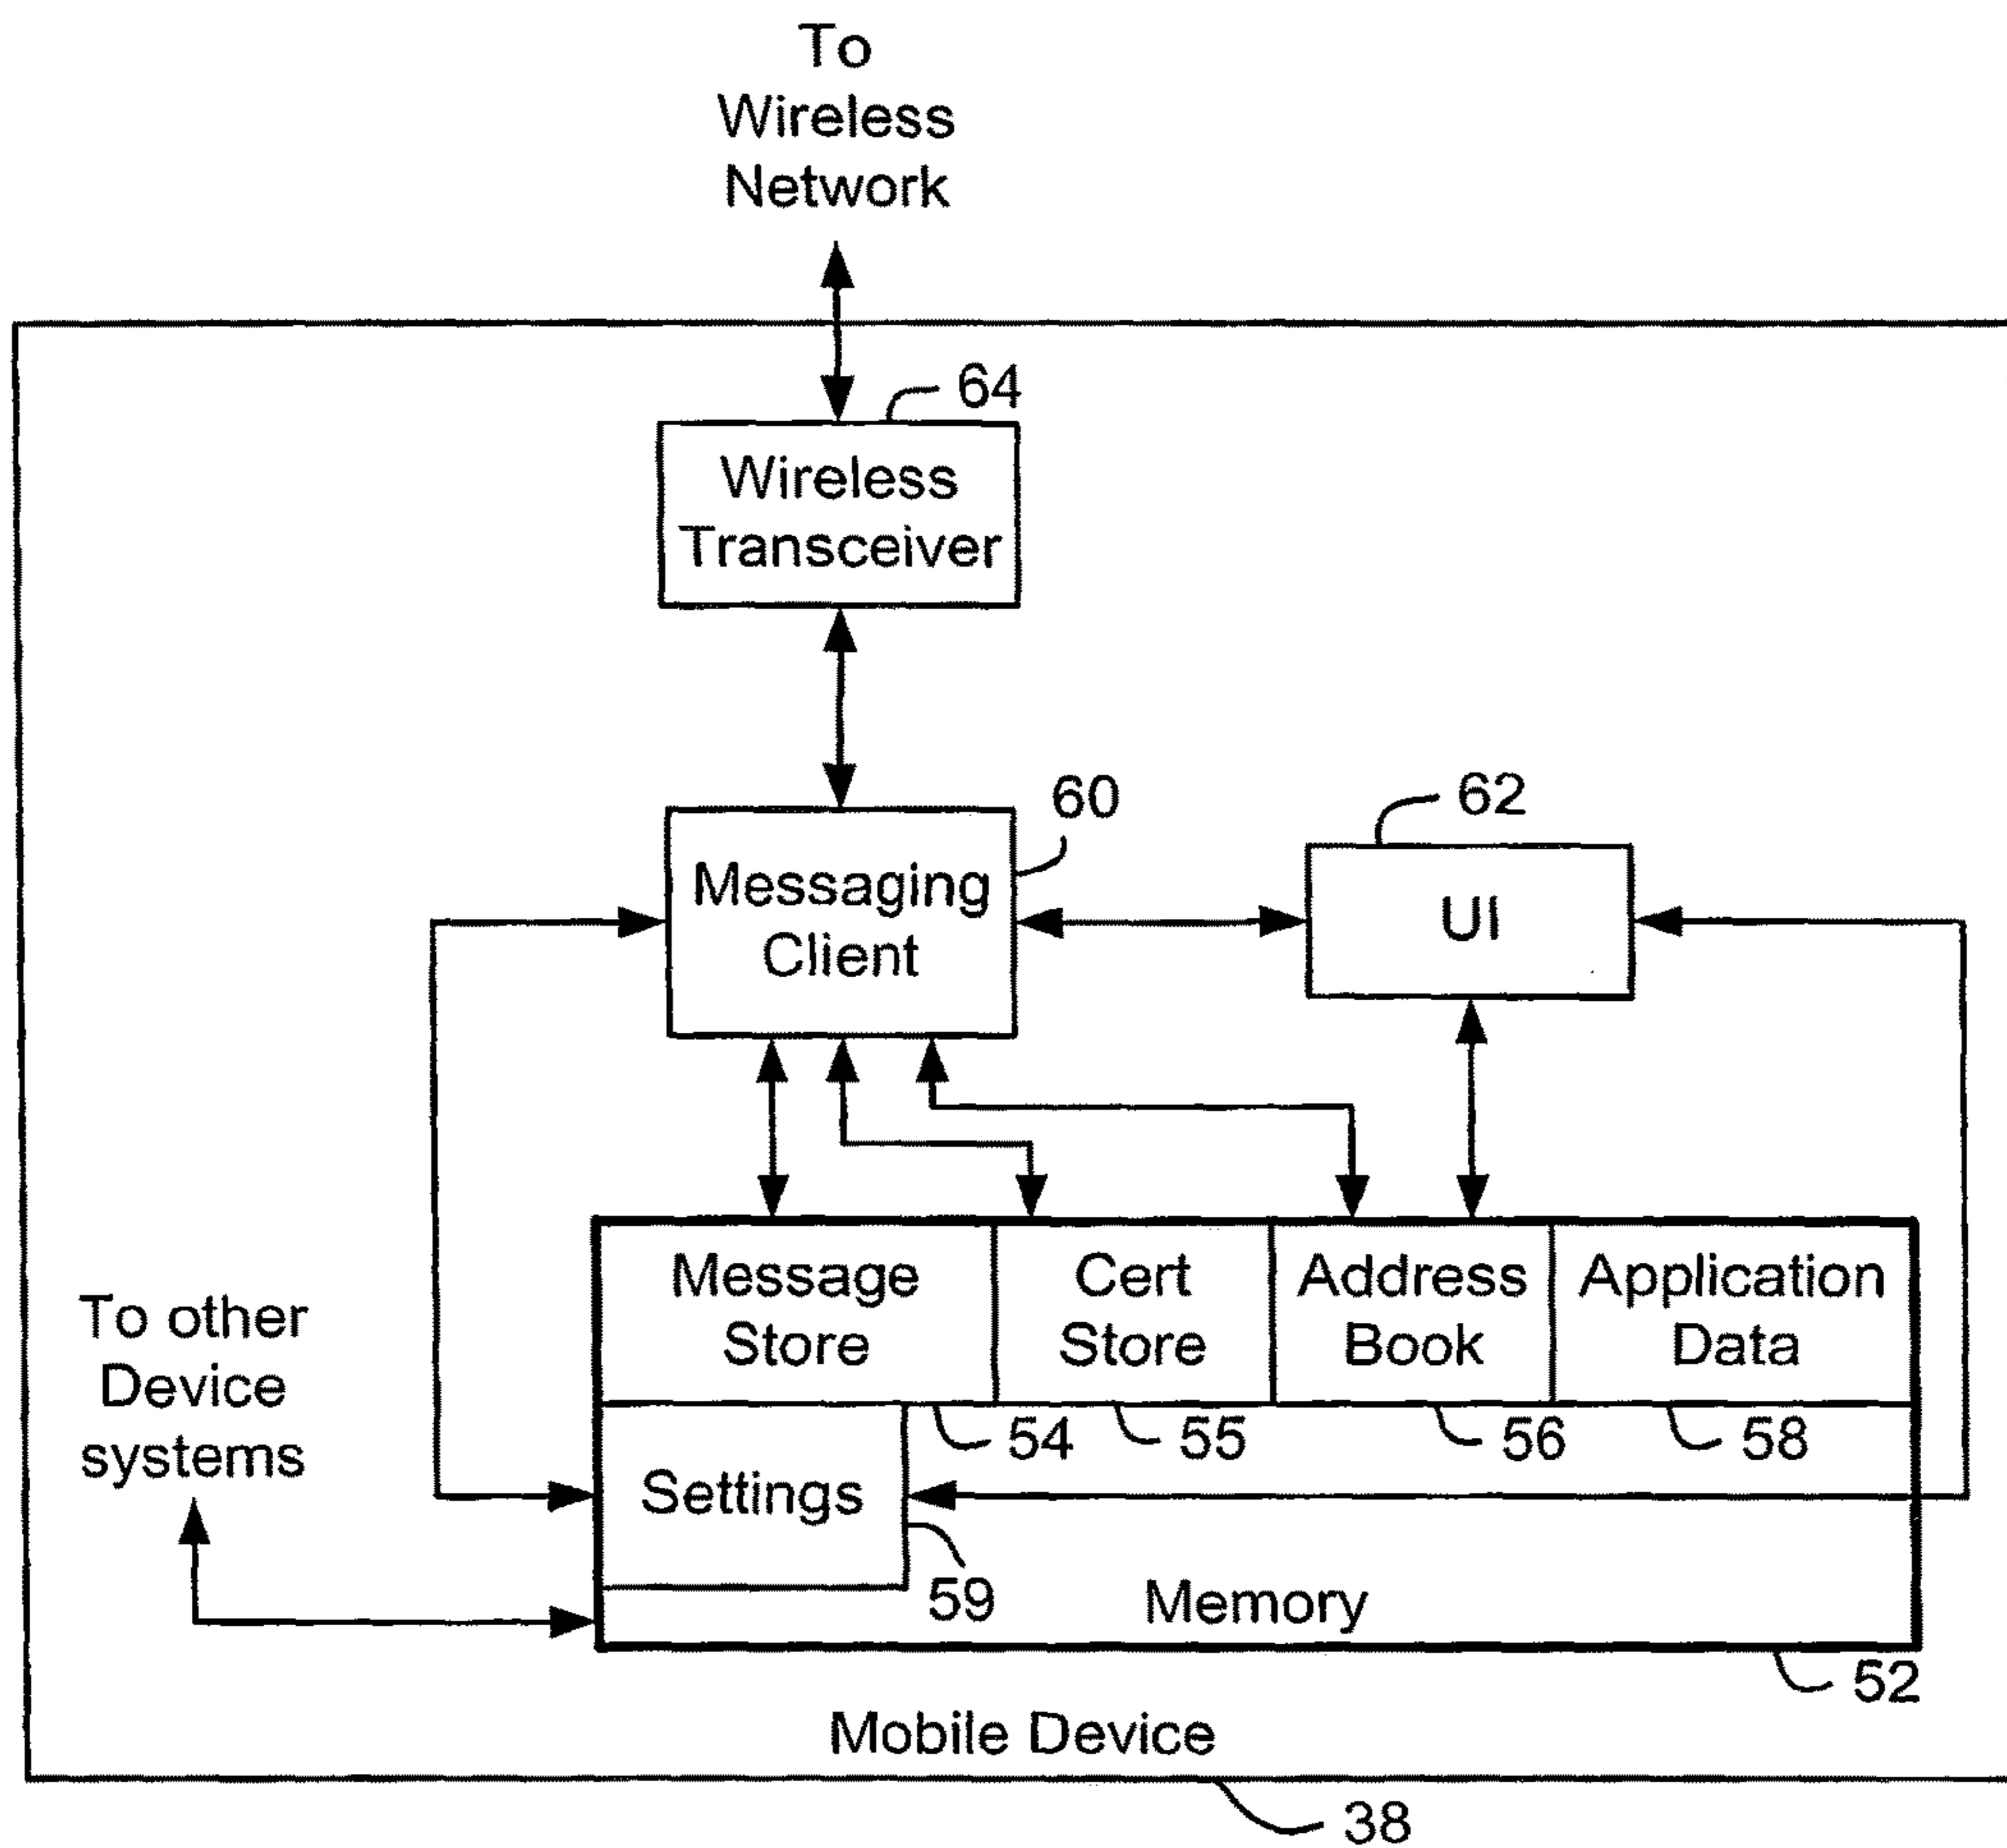 To
Wireless
Network
64
Wireless
Transceiver
60
62
Messaging
Client
UI
Message
Store
Cert
Store
Address
Book
Application
Data
To other
Device
systems
54
55
56
58
Settings
59
Memory
52
Mobile Device
38